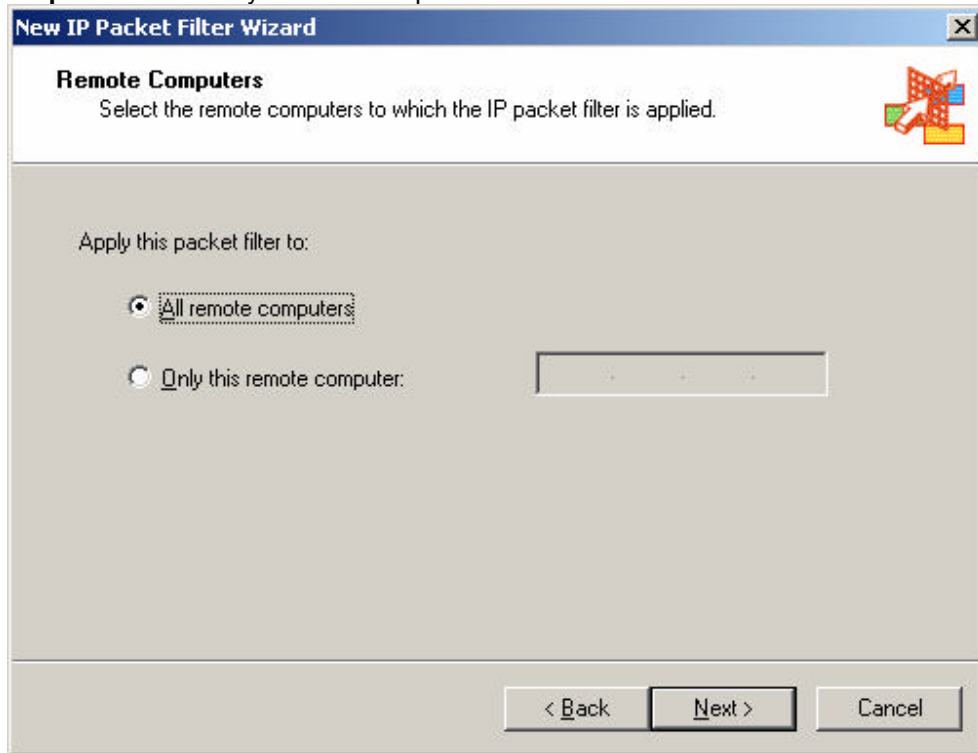 New IP Packet Filter Wizard
Remote Computers
Select the remote computers to which the IP packet filter is applied.
Apply this packet filter to:
All remote computers
Only this remote computer:
< Back Next > Cancel